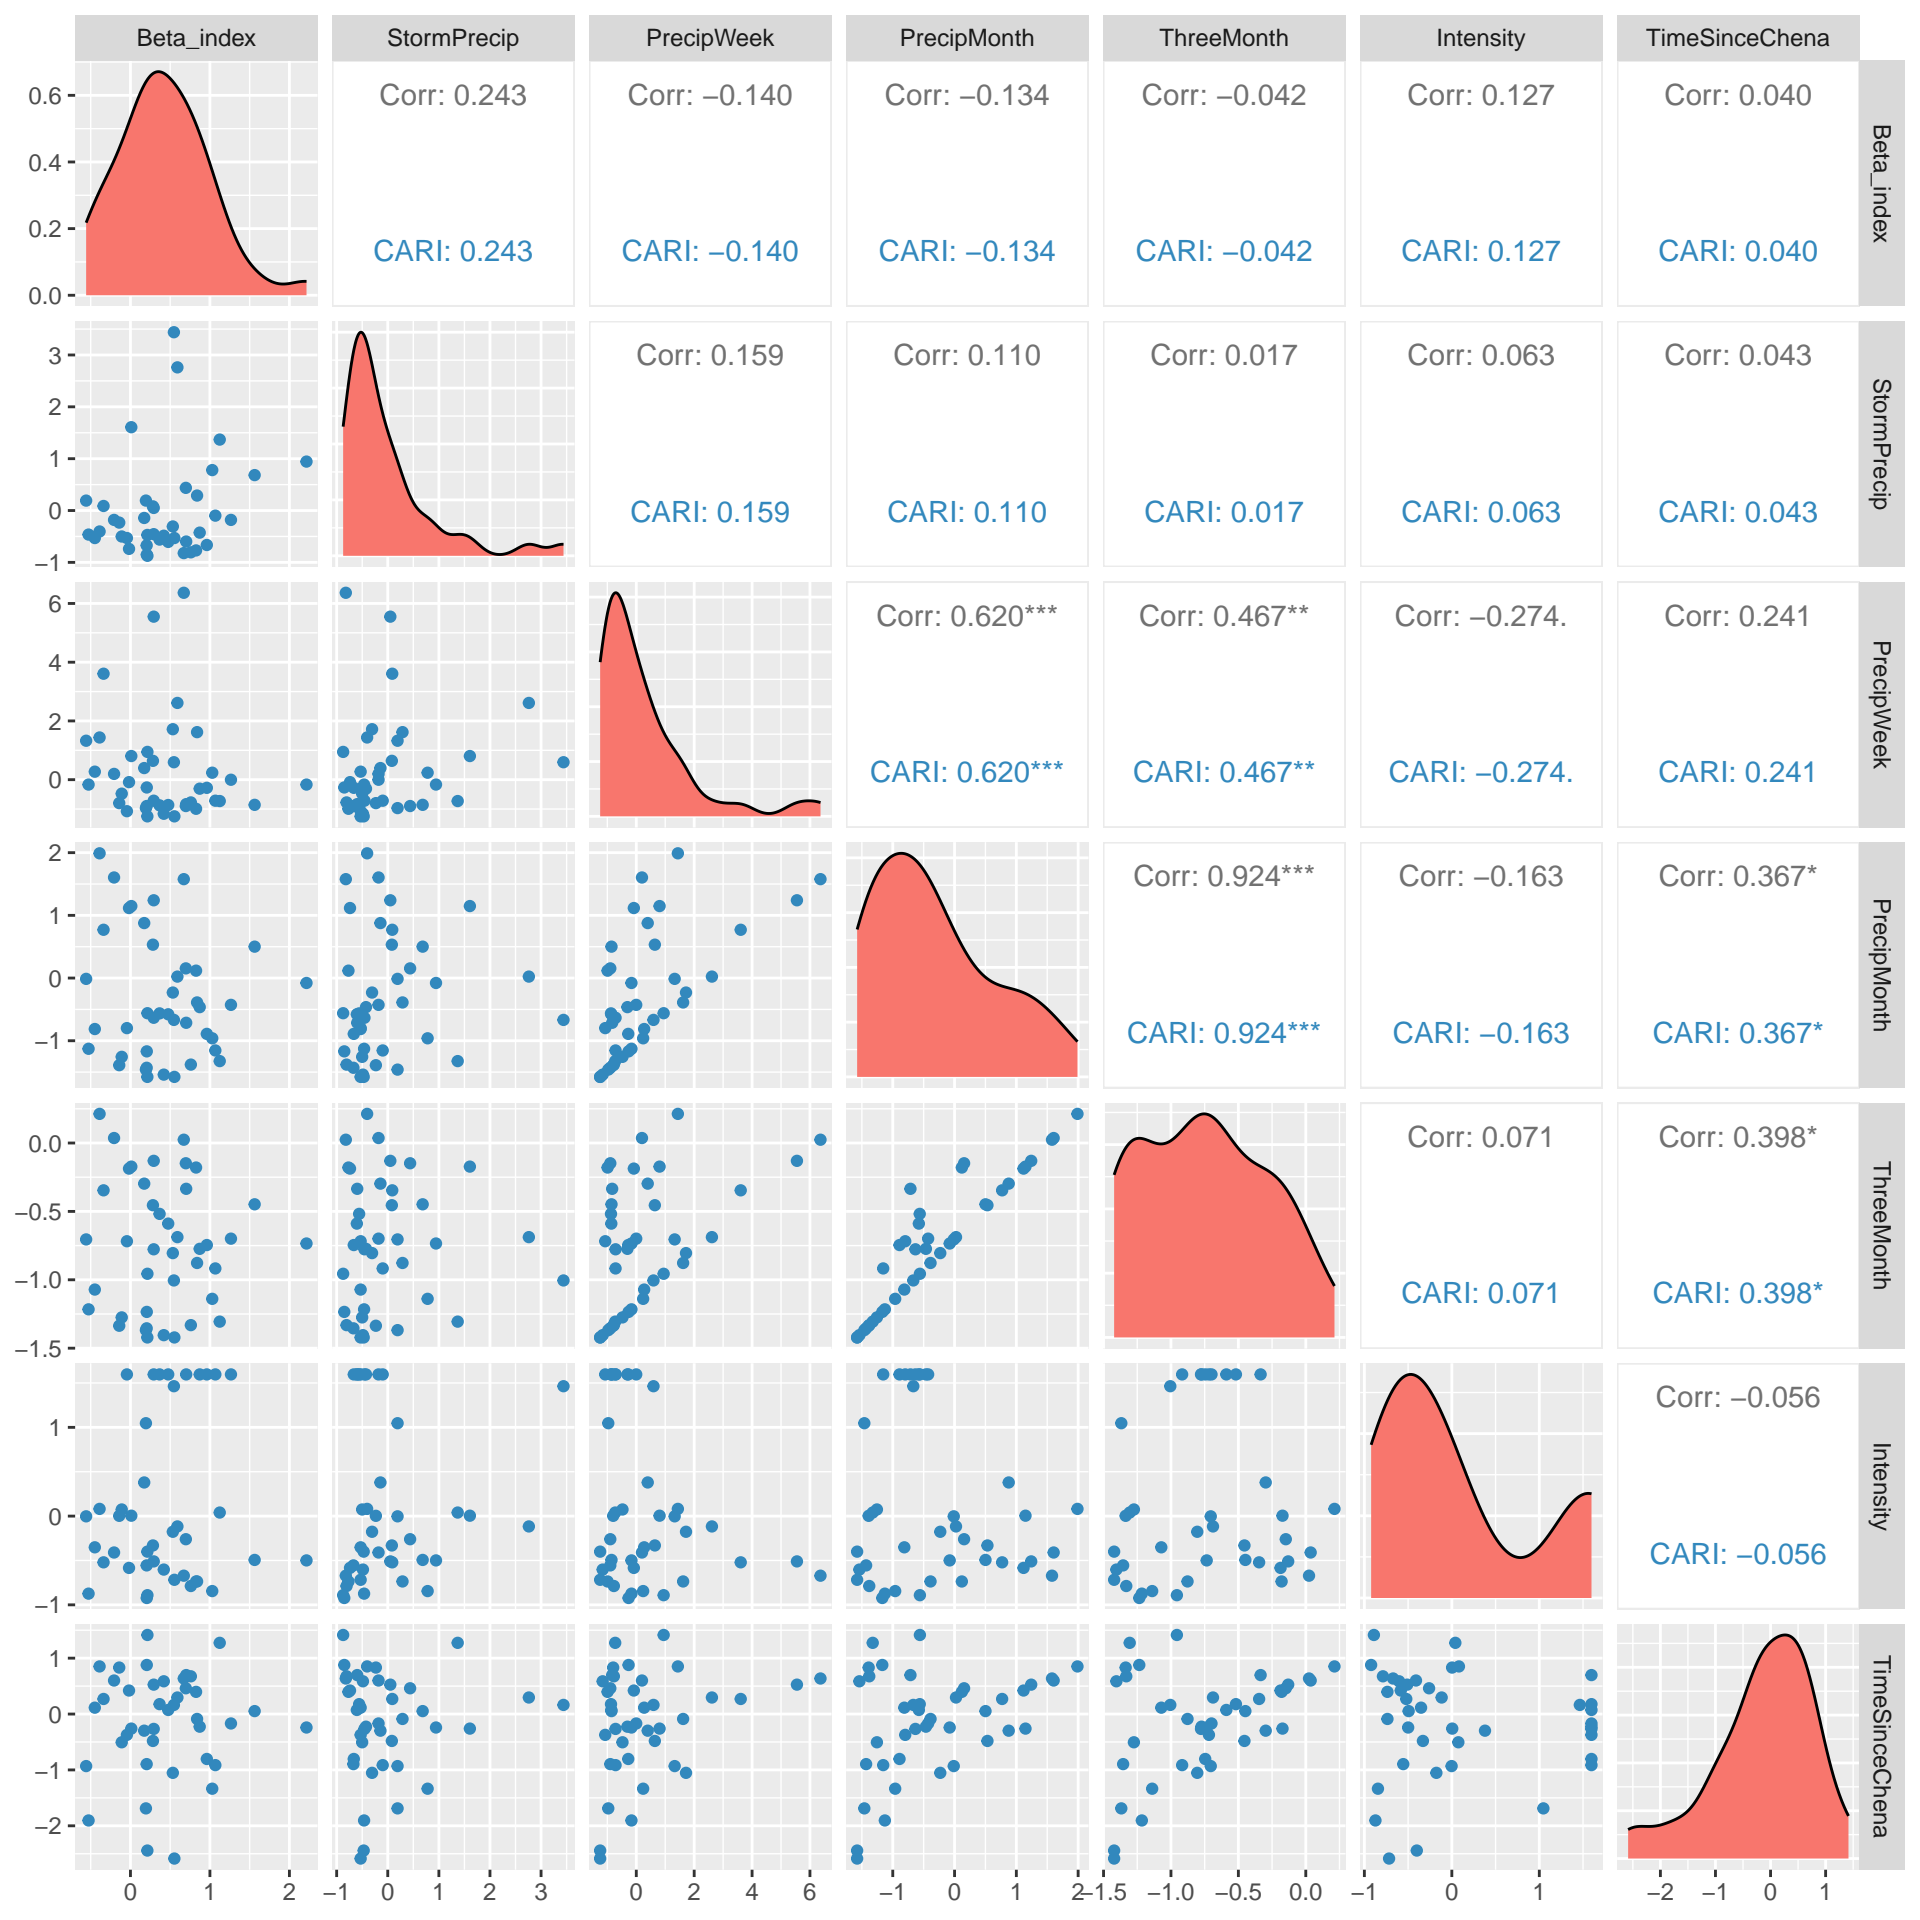 Beta_index StormPrecip PrecipWeek PrecipMonth ThreeMonth Intensity TimeSinceChena
0.6
0.4
0.2
0.0
Corr: 0.243 Corr: −0.140 Corr: −0.134 Corr: −0.042 Corr: 0.127 Corr: 0.040
CARI: 0.243 CARI: −0.140 CARI: −0.134 CARI: −0.042 CARI: 0.127 CARI: 0.040
Beta_index
3
2
1
0
−1
Corr: 0.159 Corr: 0.110 Corr: 0.017 Corr: 0.063 Corr: 0.043
CARI: 0.159 CARI: 0.110 CARI: 0.017 CARI: 0.063 CARI: 0.043
StormPrecip
6
4
2
0
Corr: 0.620*** Corr: 0.467** Corr: −0.274. Corr: 0.241
CARI: 0.620*** CARI: 0.467** CARI: −0.274. CARI: 0.241
PrecipWeek
2
1
0
−1
Corr: 0.924*** Corr: −0.163 Corr: 0.367*
CARI: 0.924*** CARI: −0.163 CARI: 0.367*
PrecipMonth
0.0
−0.5
−1.0
−1.5
Corr: 0.071 Corr: 0.398*
CARI: 0.071 CARI: 0.398*
ThreeMonth
1
0
−1
Corr: −0.056
CARI: −0.056
Intensity
1
0
−1
−2
TimeSinceChena
0 1 2 −1 0 1 2 3 0 2 4 6 −1 0 1 2 −1.5 −1.0 −0.5 0.0 −1 0 1 −2 −1 0 1